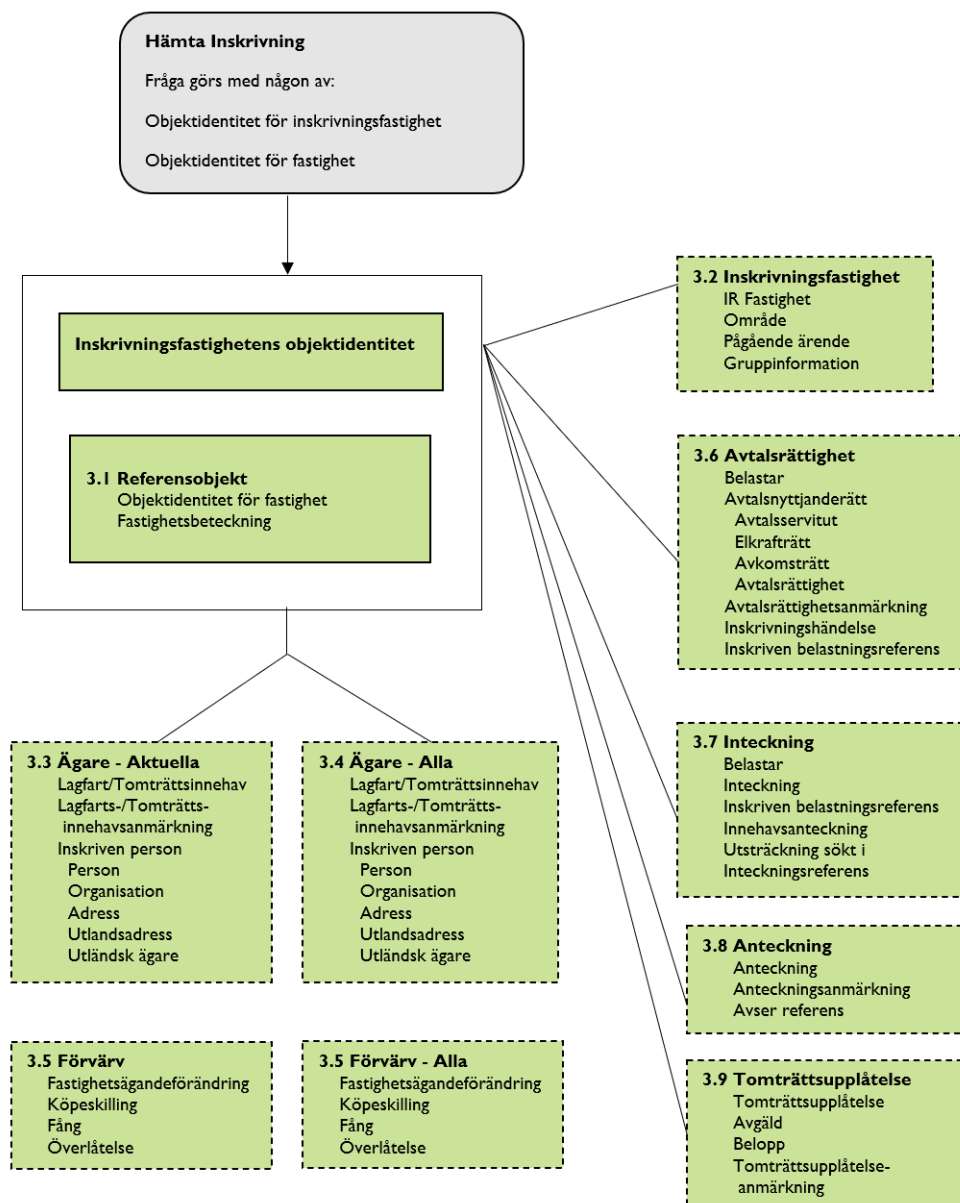 Hämta Inskrivning
Fråga görs med någon av:
Objektidentitet för inskrivningsfastighet
Objektidentitet för fastighet
Inskrivningsfastighetens objektidentitet
3.1 Referensobjekt
Objektidentitet för fastighet
Fastighetsbeteckning
3.2 Inskrivningsfastighet
IR Fastighet
Område
Pågående ärende
Gruppinformation
3.6 Avtalsrättighet
Belastar
Avtalsnyttjanderätt
Avtalsservitut
Elkrafträtt
Avkomsträtt
Avtalsrättighet
Avtalsrättighetsanmärkning
Inskrivningshändelse
Inskriven belastningsreferens
3.3 Ägare - Aktuella
Lagfart/Tomträttsinnehav
Lagfarts-/Tomträtts-
innehavsanmärkning
Inskriven person
Person
Organisation
Adress
Utlandsadress
Utländsk ägare
3.4 Ägare - Alla
Lagfart/Tomträttsinnehav
Lagfarts-/Tomträtts-
innehavsanmärkning
Inskriven person
Person
Organisation
Adress
Utlandsadress
Utländsk ägare
3.7 Inteckning
Belastar
Inteckning
Inskriven belastningsreferens
Innehavsanteckning
Utsträckning sökt i
Inteckningsreferens
3.8 Anteckning
Anteckning
Anteckningsanmärkning
Avser referens
3.5 Förvärv
Fastighetsägandeförändring
Köpeskilling
Fång
Överlåtelse
3.5 Förvärv - Alla
Fastighetsägandeförändring
Köpeskilling
Fång
Överlåtelse
3.9 Tomträttsupplåtelse
Tomträttsupplåtelse
Avgäld
Belopp
Tomträttsupplåtelse-
anmärkning